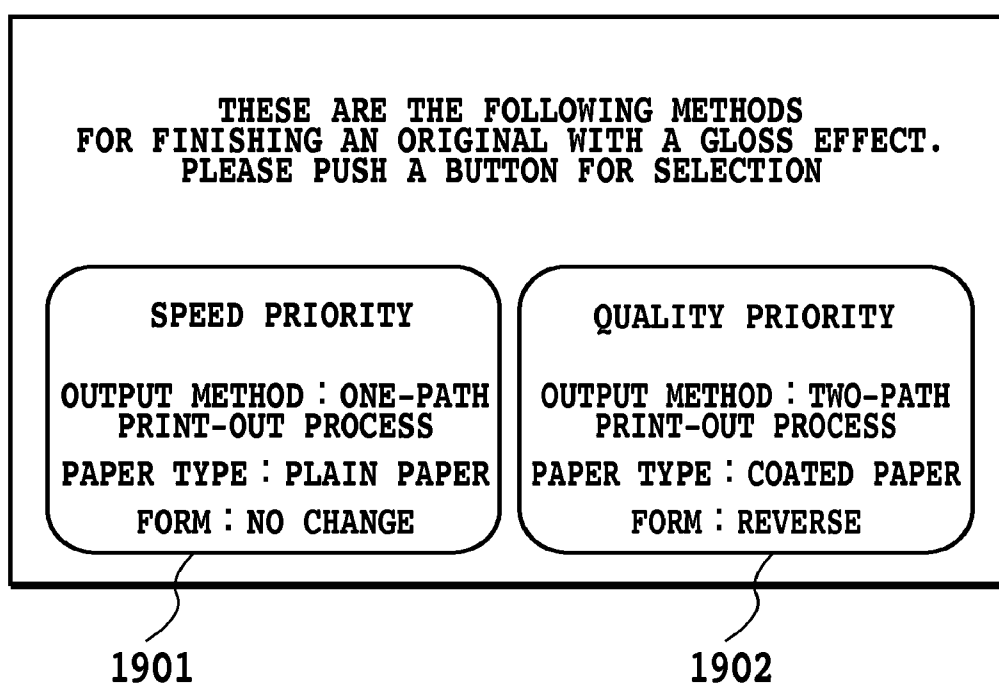 THESE ARE THE FOLLOWING METHODS
FOR FINISHING AN ORIGINAL WITH A GLOSS EFFECT.
PLEASE PUSH A BUTTON FOR SELECTION
SPEED PRIORITY
OUTPUT METHOD : ONE-PATH
PRINT-OUT PROCESS
PAPER TYPE : PLAIN PAPER
FORM : NO CHANGE
QUALITY PRIORITY
OUTPUT METHOD : TWO-PATH
PRINT-OUT PROCESS
PAPER TYPE : COATED PAPER
FORM : REVERSE
1901
1902